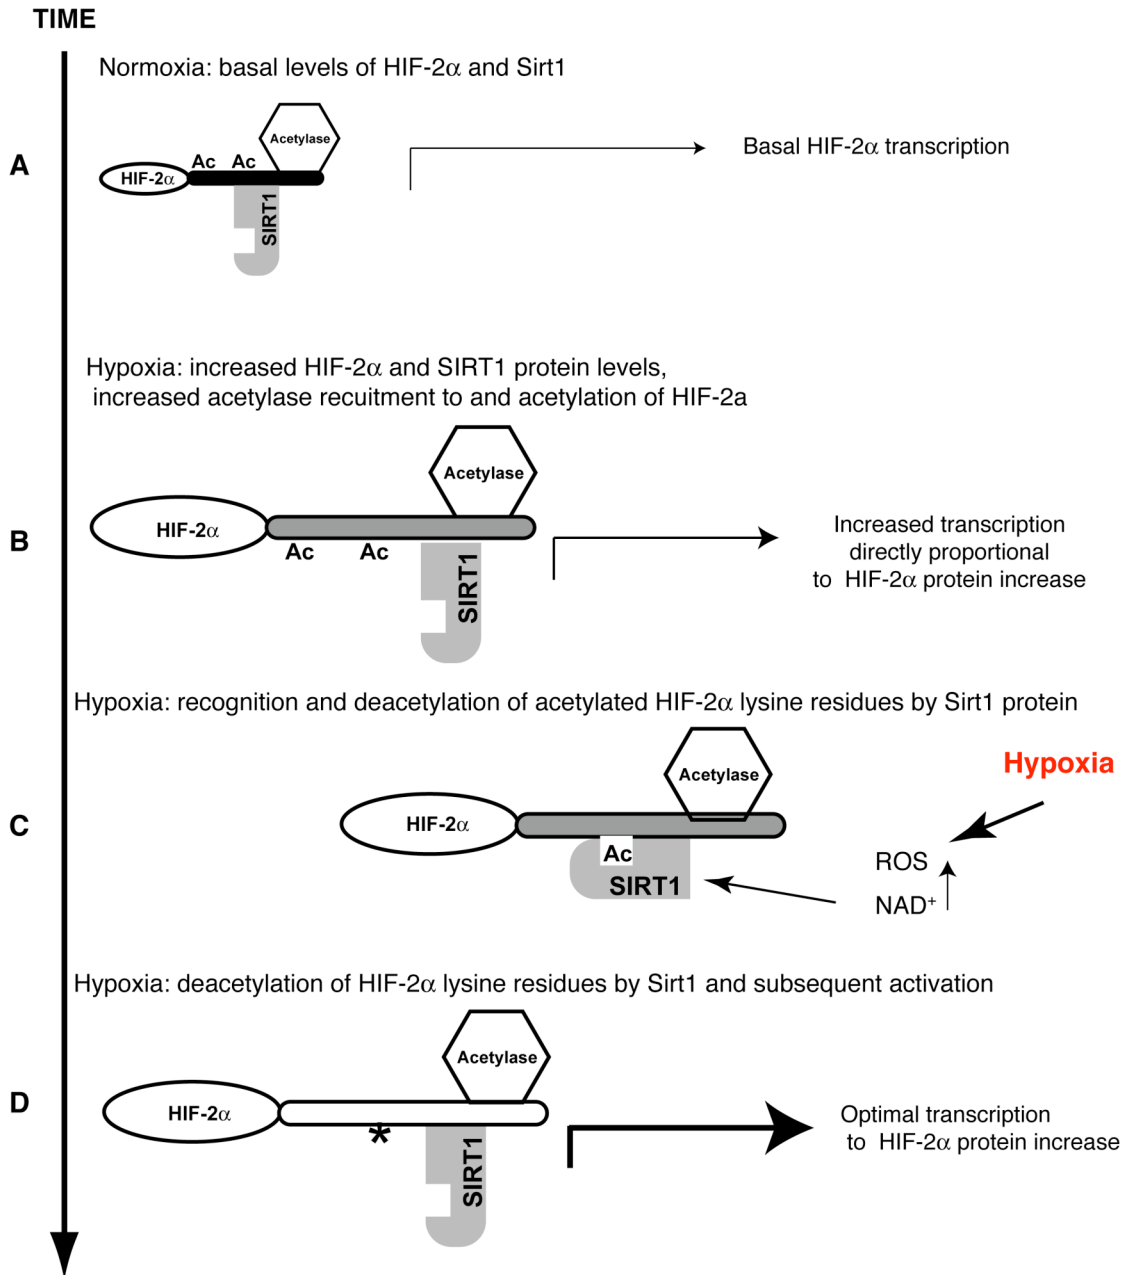 TIME
Normoxia: basal levels of HIF-2α and Sirt1
A
Acetylase
Ac Ac
HIF-2α
SIRT1
Basal HIF-2α transcription
Hypoxia: increased HIF-2α and SIRT1 protein levels,
increased acetylase recuitment to and acetylation of HIF-2a
B
Acetylase
HIF-2α
Ac Ac
SIRT1
Increased transcription
directly proportional
to HIF-2α protein increase
Hypoxia: recognition and deacetylation of acetylated HIF-2α lysine residues by Sirt1 protein
C
Acetylase
HIF-2α
Ac
SIRT1
Hypoxia
ROS
NAD+
Hypoxia: deacetylation of HIF-2α lysine residues by Sirt1 and subsequent activation
D
Acetylase
HIF-2α
*
SIRT1
Optimal transcription
to HIF-2α protein increase